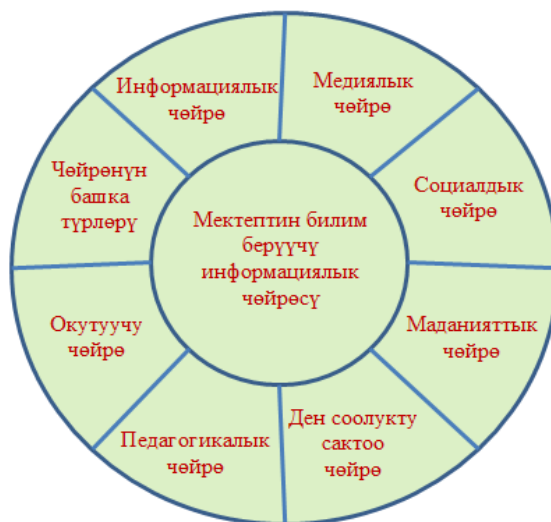 Информациялык
чөйрө
Медиялык
чөйрө
Социалдык
чөйрө
Маданияттык
чөйрө
Ден соолукту
сактоо
чөйрө
Педагогикалык
чөйрө
Окутуучу
чөйрө
Чөйрөнүн
башка
түрлөрү
Мектептин билим
берүүчү
информациялык
чөйрөсү